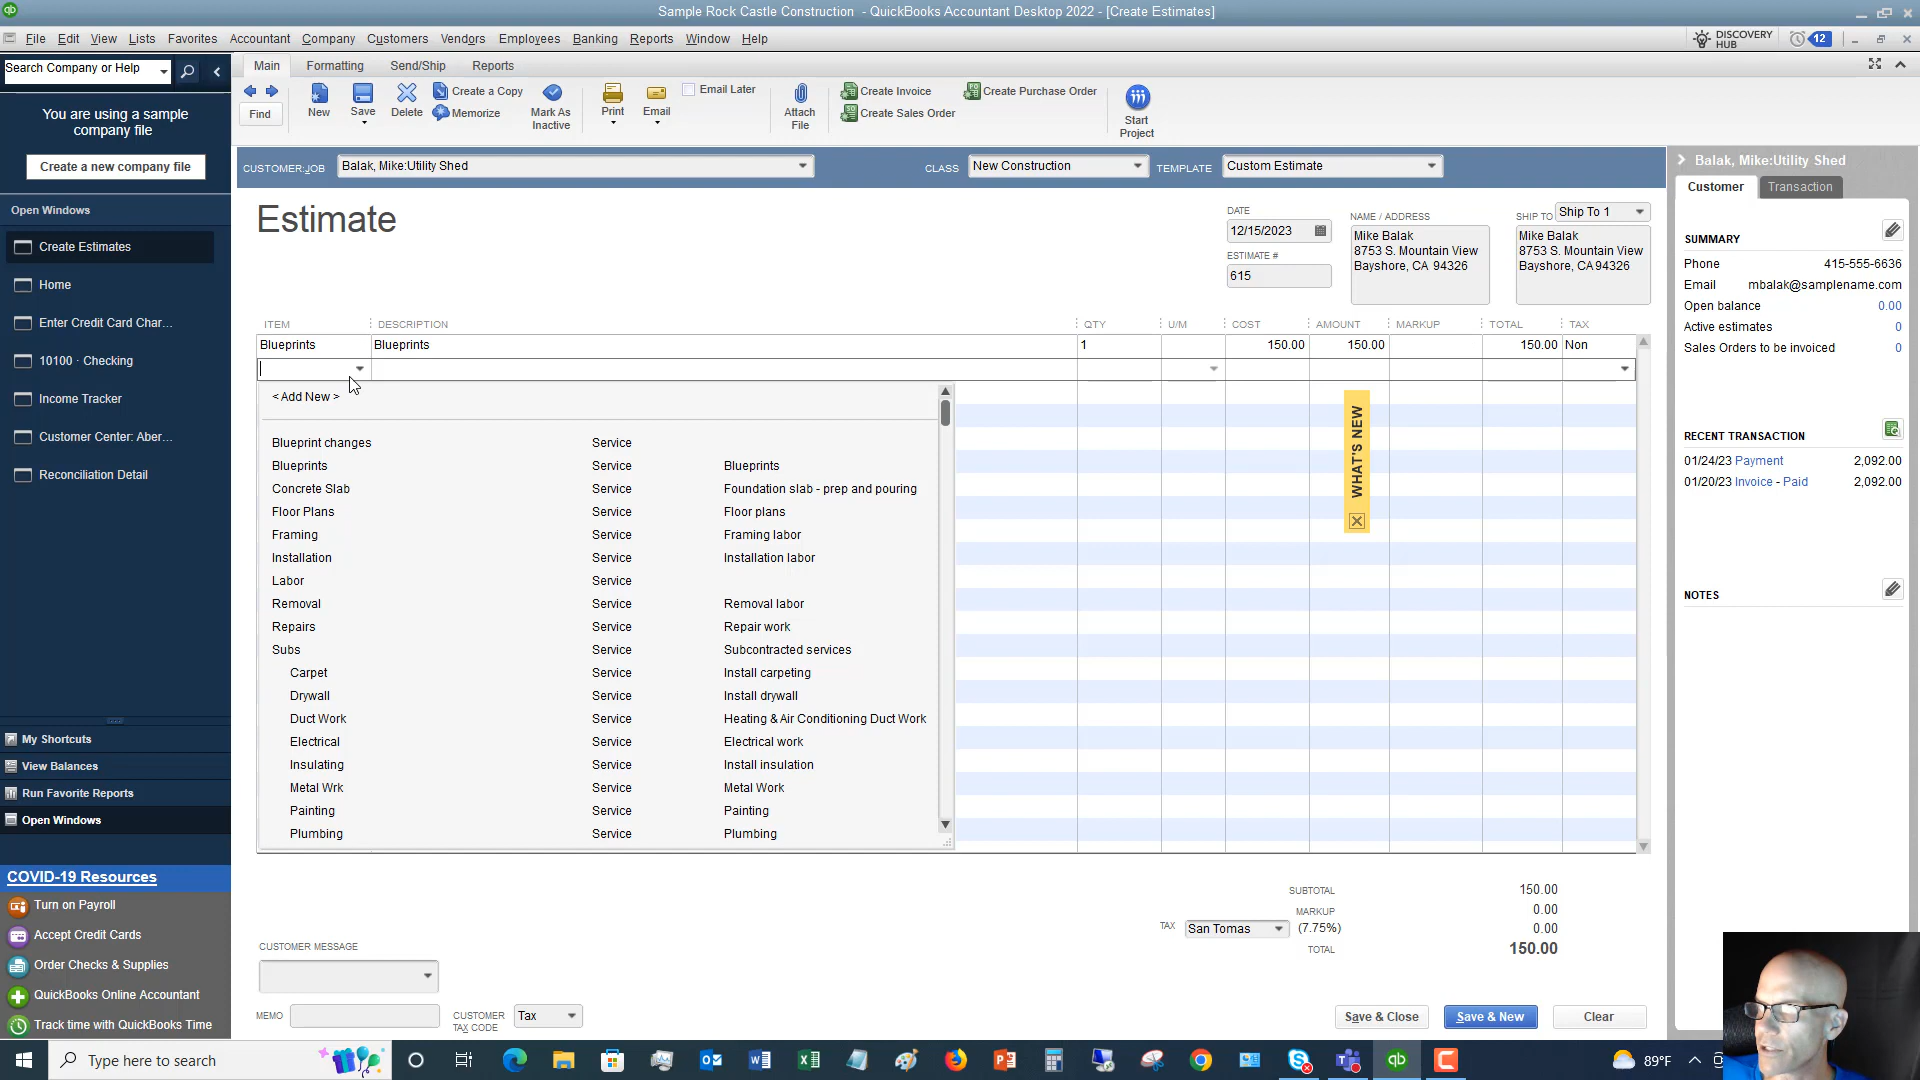 Sample Rock Castle Construction - QuickBooks Accountant Desktop 2022 - [Create Estimates]
File Edit View Lists Favorites Accountant Company Customers Vendors Employees Banking Reports Window Help
DISCOVERY HUB 12
Search Company or Help
You are using a sample company file
Create a new company file
Open Windows
Create Estimates
Home
Enter Credit Card Char...
10100 · Checking
Income Tracker
Customer Center: Aber...
Reconciliation Detail
My Shortcuts
View Balances
Run Favorite Reports
Open Windows
COVID-19 Resources
Turn on Payroll
Accept Credit Cards
Order Checks & Supplies
QuickBooks Online Accountant
Track time with QuickBooks Time
Main Formatting Send/Ship Reports
Find
New
Save
Delete
Create a Copy
Memorize
Mark As Inactive
Print
Email
Email Later
Attach File
Create Invoice
Create Sales Order
Create Purchase Order
Start Project
CUSTOMER:JOB Balak, Mike:Utility Shed
CLASS New Construction
TEMPLATE Custom Estimate
Estimate
DATE
12/15/2023
ESTIMATE #
615
NAME / ADDRESS
Mike Balak
8753 S. Mountain View
Bayshore, CA 94326
SHIP TO Ship To 1
Mike Balak
8753 S. Mountain View
Bayshore, CA 94326
ITEM DESCRIPTION QTY U/M COST AMOUNT MARKUP TOTAL TAX
Blueprints Blueprints 1 150.00 150.00 150.00 Non
< Add New >
Blueprint changes Service
Blueprints Service Blueprints
Concrete Slab Service Foundation slab - prep and pouring
Floor Plans Service Floor plans
Framing Service Framing labor
Installation Service Installation labor
Labor Service
Removal Service Removal labor
Repairs Service Repair work
Subs Service Subcontracted services
Carpet Service Install carpeting
Drywall Service Install drywall
Duct Work Service Heating & Air Conditioning Duct Work
Electrical Service Electrical work
Insulating Service Install insulation
Metal Wrk Service Metal Work
Painting Service Painting
Plumbing Service Plumbing
WHAT'S NEW
SUBTOTAL 150.00
MARKUP 0.00
TAX San Tomas (7.75%) 0.00
TOTAL 150.00
CUSTOMER MESSAGE
MEMO
CUSTOMER TAX CODE Tax
Save & Close
Save & New
Clear
Balak, Mike:Utility Shed
Customer Transaction
SUMMARY
Phone 415-555-6636
Email mbalak@samplename.com
Open balance 0.00
Active estimates 0
Sales Orders to be invoiced 0
RECENT TRANSACTION
01/24/23 Payment 2,092.00
01/20/23 Invoice - Paid 2,092.00
NOTES
Type here to search
89°F